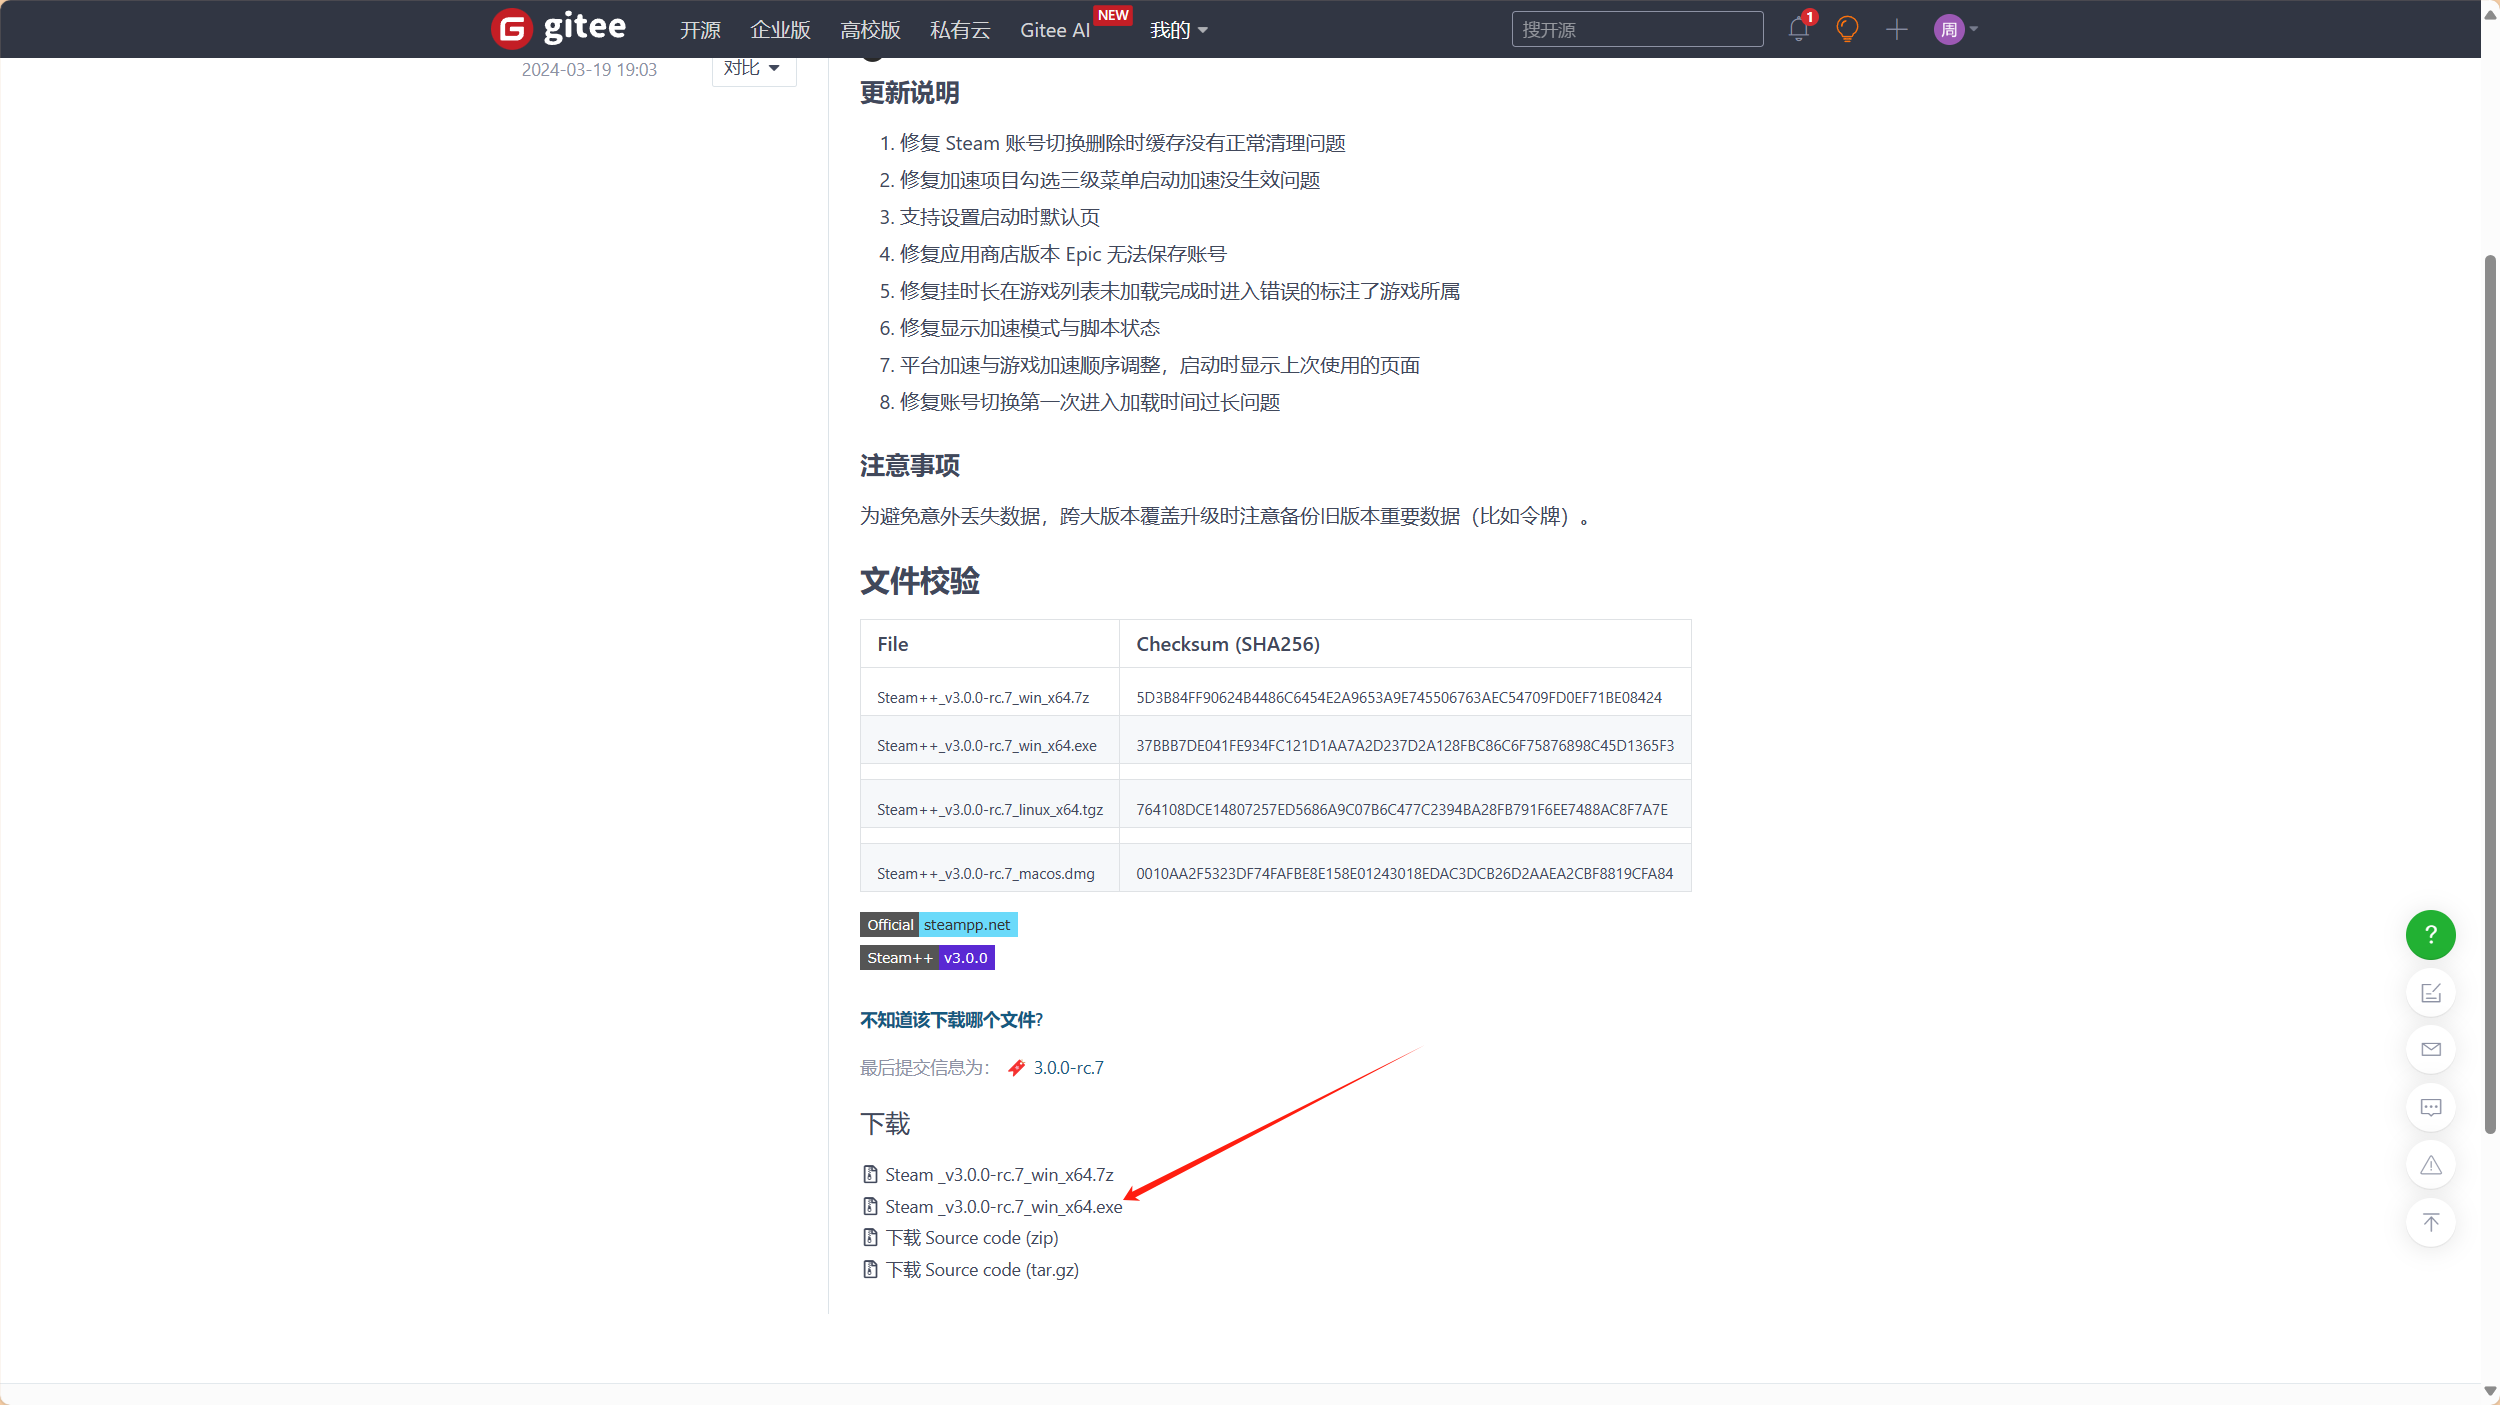 gitee
开源 企业版 高校版 私有云 Gitee AI NEW 我的
搜开源
1
周
2024-03-19 19:03
对比
更新说明
1. 修复 Steam 账号切换删除时缓存没有正常清理问题
2. 修复加速项目勾选三级菜单启动加速没生效问题
3. 支持设置启动时默认页
4. 修复应用商店版本 Epic 无法保存账号
5. 修复挂时长在游戏列表未加载完成时进入错误的标注了游戏所属
6. 修复显示加速模式与脚本状态
7. 平台加速与游戏加速顺序调整，启动时显示上次使用的页面
8. 修复账号切换第一次进入加载时间过长问题
注意事项
为避免意外丢失数据，跨大版本覆盖升级时注意备份旧版本重要数据（比如令牌）。
文件校验
File Checksum (SHA256)
Steam++_v3.0.0-rc.7_win_x64.7z 5D3B84FF90624B4486C6454E2A9653A9E745506763AEC54709FD0EF71BE08424
Steam++_v3.0.0-rc.7_win_x64.exe 37BBB7DE041FE934FC121D1AA7A2D237D2A128FBC86C6F75876898C45D1365F3
Steam++_v3.0.0-rc.7_linux_x64.tgz 764108DCE14807257ED5686A9C07B6C477C2394BA28FB791F6EE7488AC8F7A7E
Steam++_v3.0.0-rc.7_macos.dmg 0010AA2F5323DF74FAFBE8E158E01243018EDAC3DCB26D2AAEA2CBF8819CFA84
Official steampp.net
Steam++ v3.0.0
不知道该下载哪个文件?
最后提交信息为： 3.0.0-rc.7
下载
Steam _v3.0.0-rc.7_win_x64.7z
Steam _v3.0.0-rc.7_win_x64.exe
下载 Source code (zip)
下载 Source code (tar.gz)